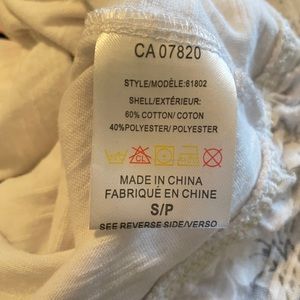 CA 07820
STYLE/MODÈLE:61802
SHELL/EXTÉRIEUR:
60% COTTON/ COTON
40%POLYESTER/ POLYESTER
MADE IN CHINA
FABRIQUÉ EN CHINE
S/P
SEE REVERSE SIDE/VERSO